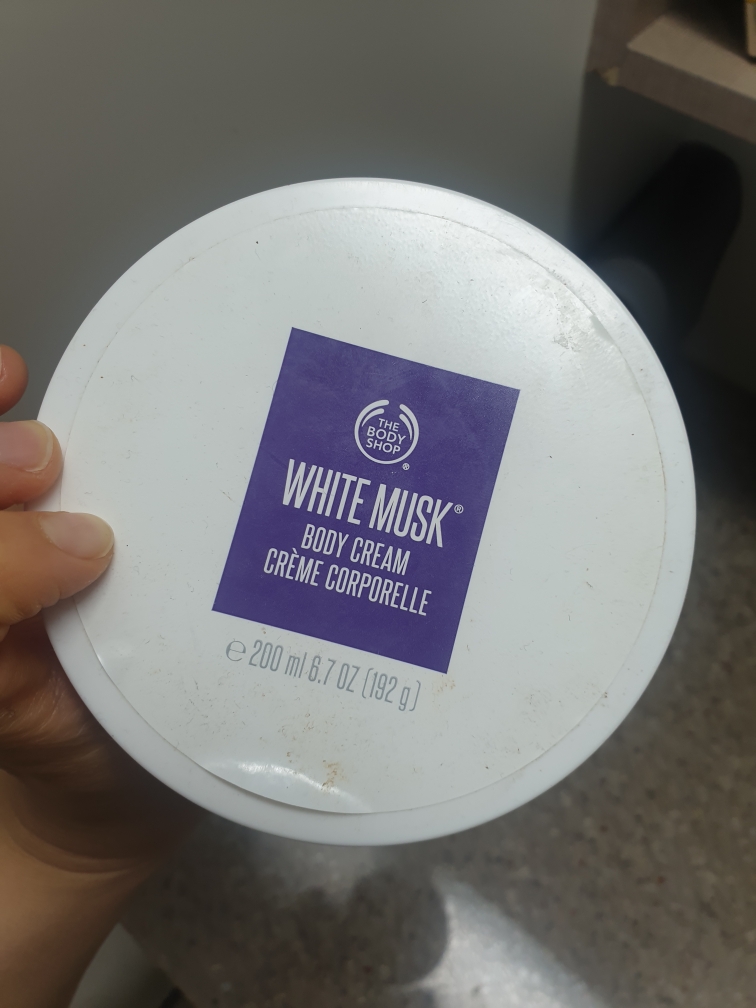 THE
BODY
SHOP
®
WHITE MUSK®
BODY CREAM
CRÈME CORPORELLE
℮ 200 ml 6.7 OZ (192 g)